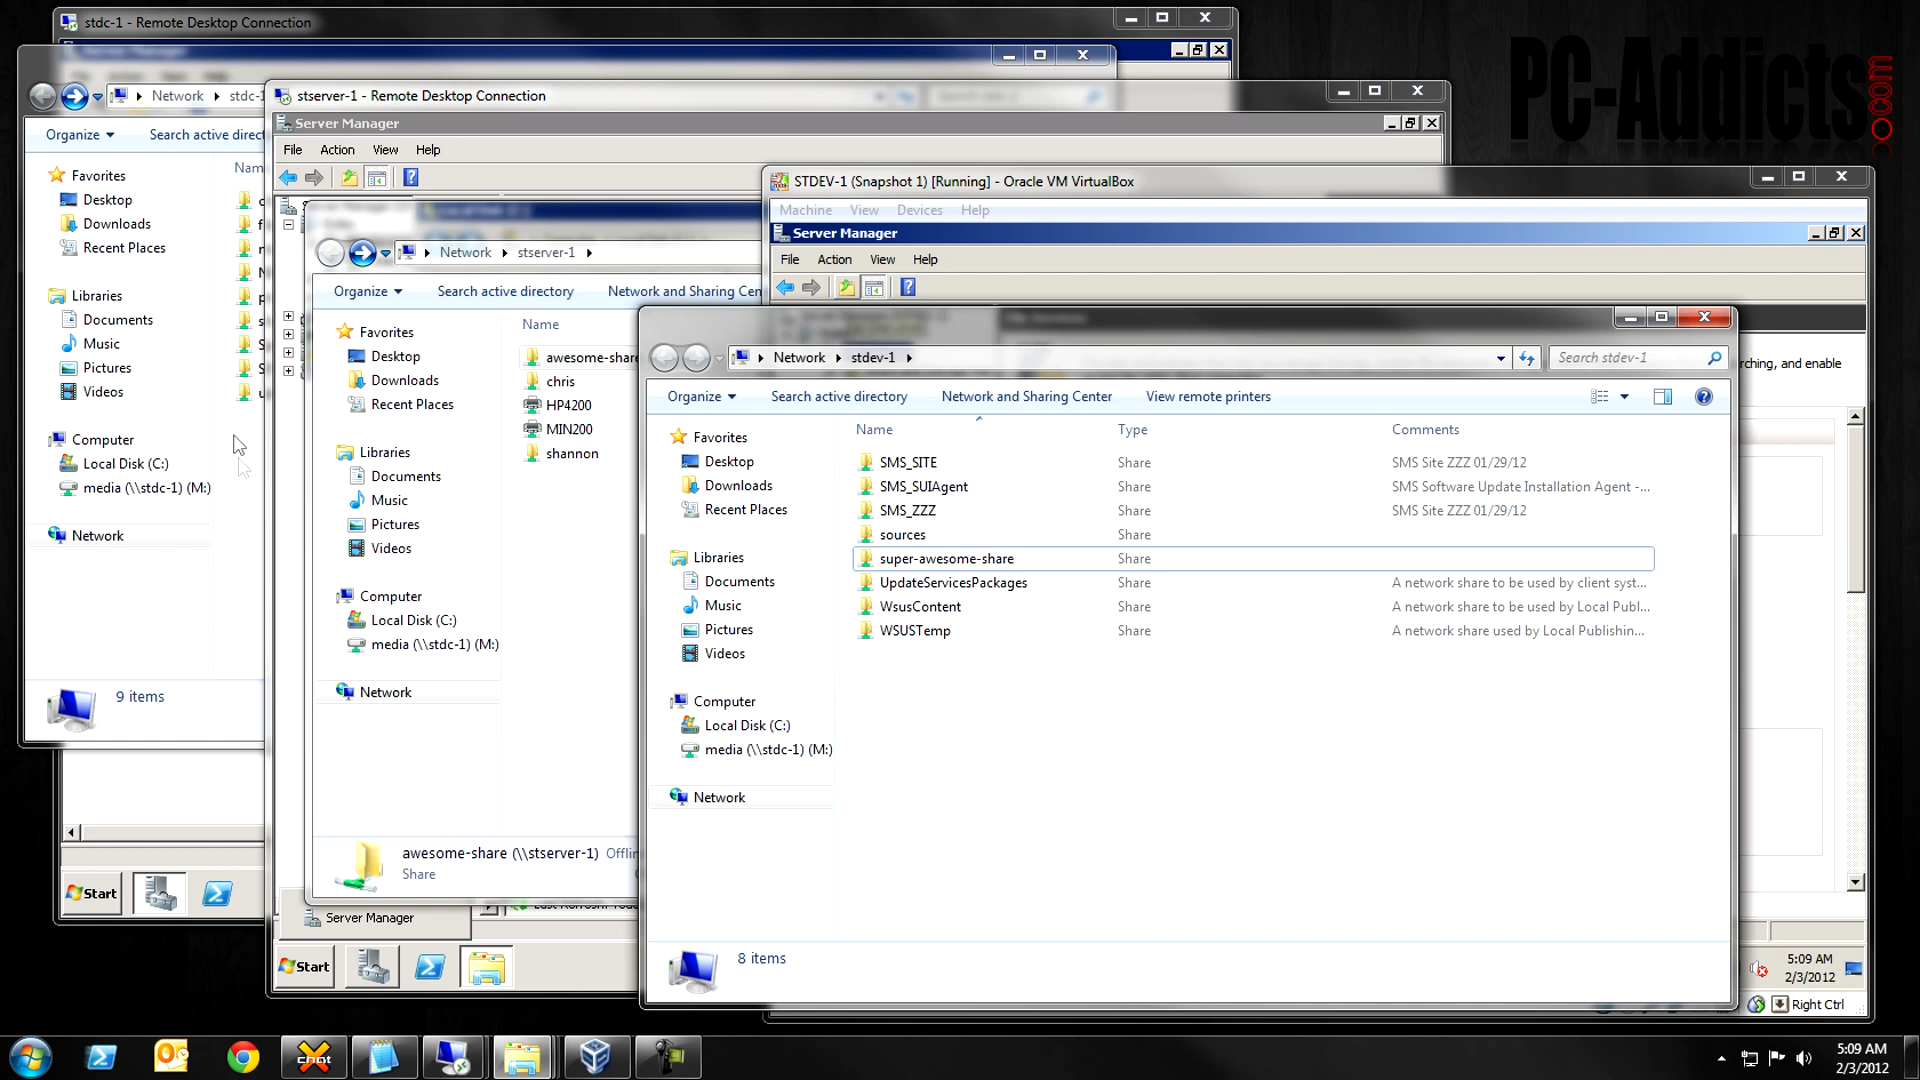 stdc-1 - Remote Desktop Connection
PC-Addicts
.com
Network stdc-1
stserver-1 - Remote Desktop Connection
Organize Search active direct
Server Manager
File Action View Help
Favorites
Desktop
Downloads
Recent Places
Libraries
Documents
Music
Pictures
Videos
Computer
Local Disk (C:)
media (\\stdc-1) (M:)
Network
9 items
Start
Network stserver-1
Organize Search active directory Network and Sharing Cen
Favorites
Desktop
Downloads
Recent Places
Libraries
Documents
Music
Pictures
Videos
Computer
Local Disk (C:)
media (\\stdc-1) (M:)
Network
Name
awesome-share
chris
HP4200
MIN200
shannon
awesome-share (\\stserver-1) Offlin
Share
Server Manager
Start
STDEV-1 (Snapshot 1) [Running] - Oracle VM VirtualBox
Machine View Devices Help
Server Manager
File Action View Help
rching, and enable
Network stdev-1
Search stdev-1
Organize Search active directory Network and Sharing Center View remote printers
Favorites
Desktop
Downloads
Recent Places
Libraries
Documents
Music
Pictures
Videos
Computer
Local Disk (C:)
media (\\stdc-1) (M:)
Network
Name Type Comments
SMS_SITE Share SMS Site ZZZ 01/29/12
SMS_SUIAgent Share SMS Software Update Installation Agent -...
SMS_ZZZ Share SMS Site ZZZ 01/29/12
sources Share
super-awesome-share Share
UpdateServicesPackages Share A network share to be used by client syst...
WsusContent Share A network share to be used by Local Publ...
WSUSTemp Share A network share used by Local Publishin...
8 items
5:09 AM
2/3/2012
Right Ctrl
chat
5:09 AM
2/3/2012